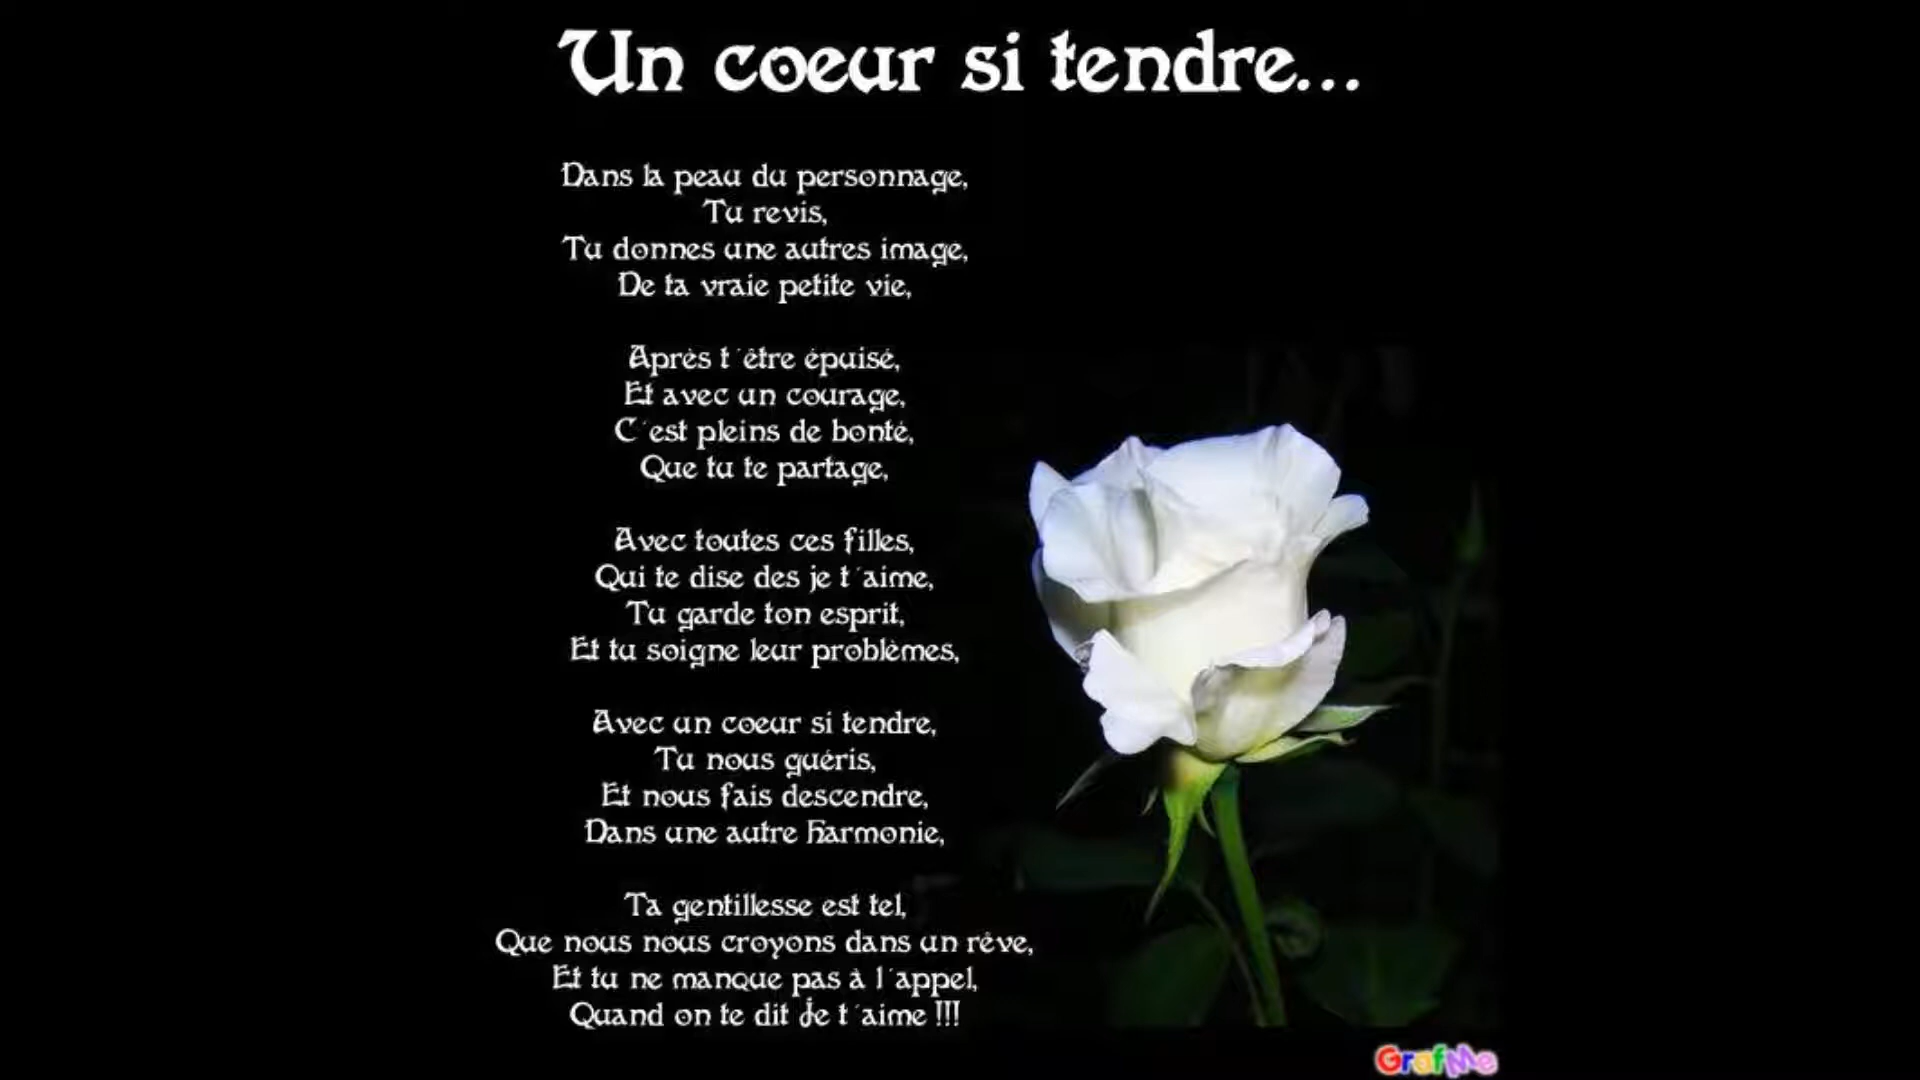 Un coeur si tendre...
Dans la peau du personnage,
Tu revis,
Tu donnes une autres image,
De ta vraie petite vie,
Après t´être épuisé,
Et avec un courage,
C´est pleins de bonté,
Que tu te partage,
Avec toutes ces filles,
Qui te dise des je t´aime,
Tu garde ton esprit,
Et tu soigne leur problèmes,
Avec un coeur si tendre,
Tu nous guéris,
Et nous fais descendre,
Dans une autre harmonie,
Ta gentillesse est tel,
Que nous nous croyons dans un rêve,
Et tu ne manque pas à l´appel,
Quand on te dit Je t´aime !!!
GrafMe